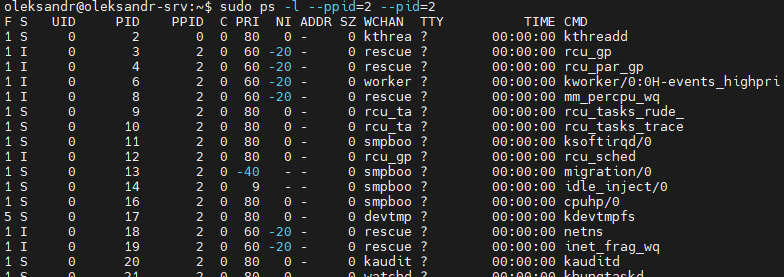 oleksandr@oleksandr-srv:~$ sudo ps -l --ppid=2 --pid=2
F S   UID     PID    PPID  C PRI  NI ADDR SZ WCHAN  TTY          TIME CMD
1 S     0       2       0  0  80   0 -     0 kthrea ?        00:00:00 kthreadd
1 I     0       3       2  0  60 -20 -     0 rescue ?        00:00:00 rcu_gp
1 I     0       4       2  0  60 -20 -     0 rescue ?        00:00:00 rcu_par_gp
1 I     0       6       2  0  60 -20 -     0 worker ?        00:00:00 kworker/0:0H-events_highpri
1 I     0       8       2  0  60 -20 -     0 rescue ?        00:00:00 mm_percpu_wq
1 S     0       9       2  0  80   0 -     0 rcu_ta ?        00:00:00 rcu_tasks_rude_
1 S     0      10       2  0  80   0 -     0 rcu_ta ?        00:00:00 rcu_tasks_trace
1 S     0      11       2  0  80   0 -     0 smpboo ?        00:00:00 ksoftirqd/0
1 I     0      12       2  0  80   0 -     0 rcu_gp ?        00:00:00 rcu_sched
1 S     0      13       2  0 -40   - -     0 smpboo ?        00:00:00 migration/0
1 S     0      14       2  0   9   - -     0 smpboo ?        00:00:00 idle_inject/0
1 S     0      16       2  0  80   0 -     0 smpboo ?        00:00:00 cpuhp/0
5 S     0      17       2  0  80   0 -     0 devtmp ?        00:00:00 kdevtmpfs
1 I     0      18       2  0  60 -20 -     0 rescue ?        00:00:00 netns
1 I     0      19       2  0  60 -20 -     0 rescue ?        00:00:00 inet_frag_wq
1 S     0      20       2  0  80   0 -     0 kaudit ?        00:00:00 kauditd
1 S     0      21       2  0  80   0 -     0 watchd ?        00:00:00 khungtaskd